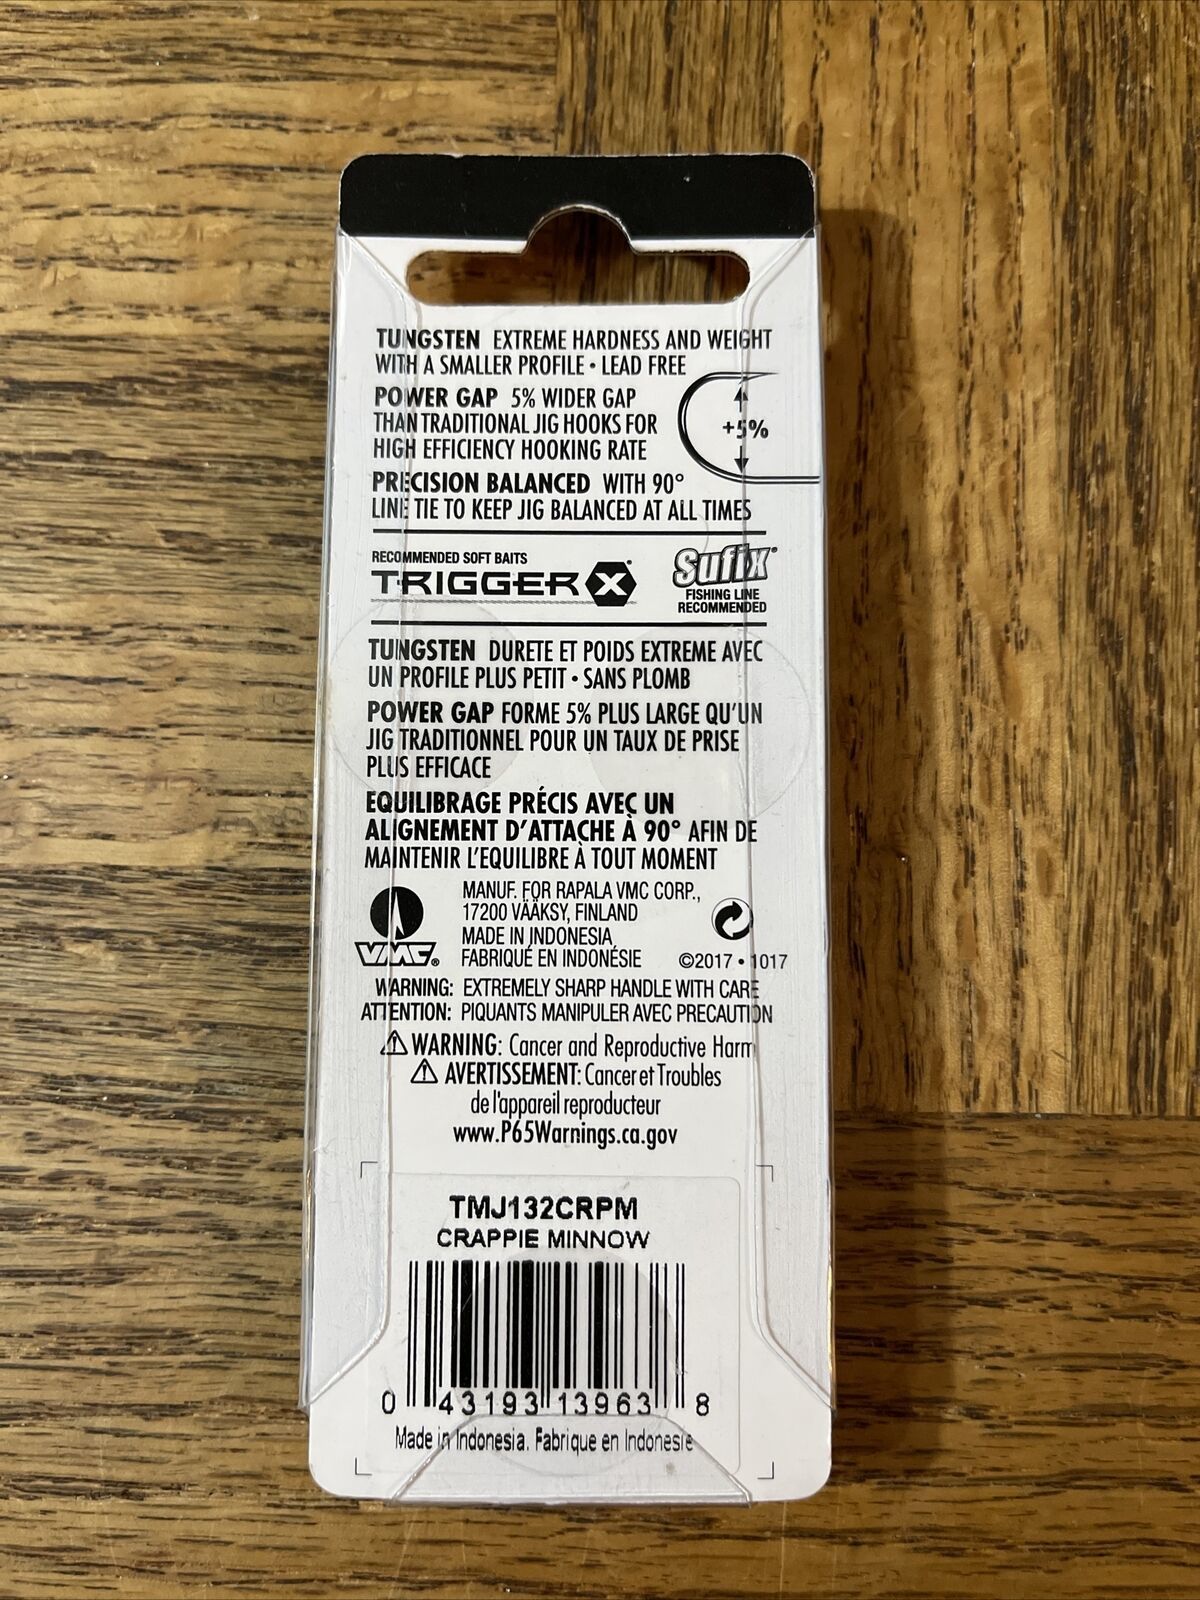 TUNGSTEN EXTREME HARDNESS AND WEIGHT
WITH A SMALLER PROFILE • LEAD FREE
POWER GAP 5% WIDER GAP
THAN TRADITIONAL JIG HOOKS FOR
HIGH EFFICIENCY HOOKING RATE
+5%
PRECISION BALANCED WITH 90°
LINE TIE TO KEEP JIG BALANCED AT ALL TIMES
RECOMMENDED SOFT BAITS
TRIGGER X®
Sufix®
FISHING LINE
RECOMMENDED
TUNGSTEN DURETE ET POIDS EXTREME AVEC
UN PROFILE PLUS PETIT • SANS PLOMB
POWER GAP FORME 5% PLUS LARGE QU'UN
JIG TRADITIONNEL POUR UN TAUX DE PRISE
PLUS EFFICACE
EQUILIBRAGE PRÉCIS AVEC UN
ALIGNEMENT D'ATTACHE À 90° AFIN DE
MAINTENIR L'EQUILIBRE À TOUT MOMENT
VMC®
MANUF. FOR RAPALA VMC CORP.,
17200 VÄÄKSY, FINLAND
MADE IN INDONESIA
FABRIQUÉ EN INDONÉSIE
©2017 • 1017
WARNING: EXTREMELY SHARP HANDLE WITH CARE
ATTENTION: PIQUANTS MANIPULER AVEC PRECAUTION
⚠ WARNING: Cancer and Reproductive Harm
⚠ AVERTISSEMENT: Cancer et Troubles
de l'appareil reproducteur
www.P65Warnings.ca.gov
TMJ132CRPM
CRAPPIE MINNOW
0 43193 13963 8
Made in Indonesia. Fabrique en Indonesie